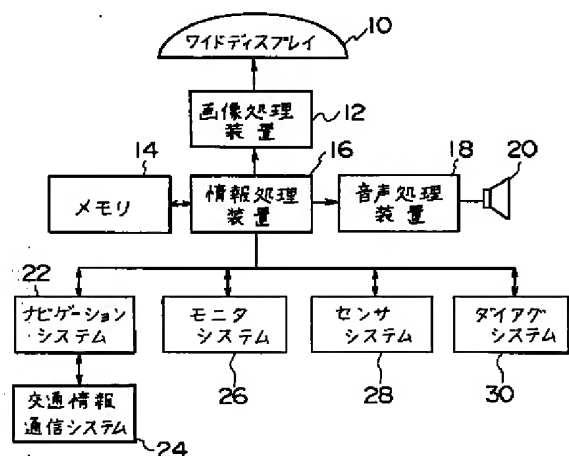 10
ワイドディスプレイ
画像処理
装置
12
14
16
18
20
メモリ
情報処理
装置
音声処理
装置
22
ナビゲーション
システム
モニタ
システム
センサ
システム
ダイアグ
システム
26
28
30
交通情報
通信システム
24